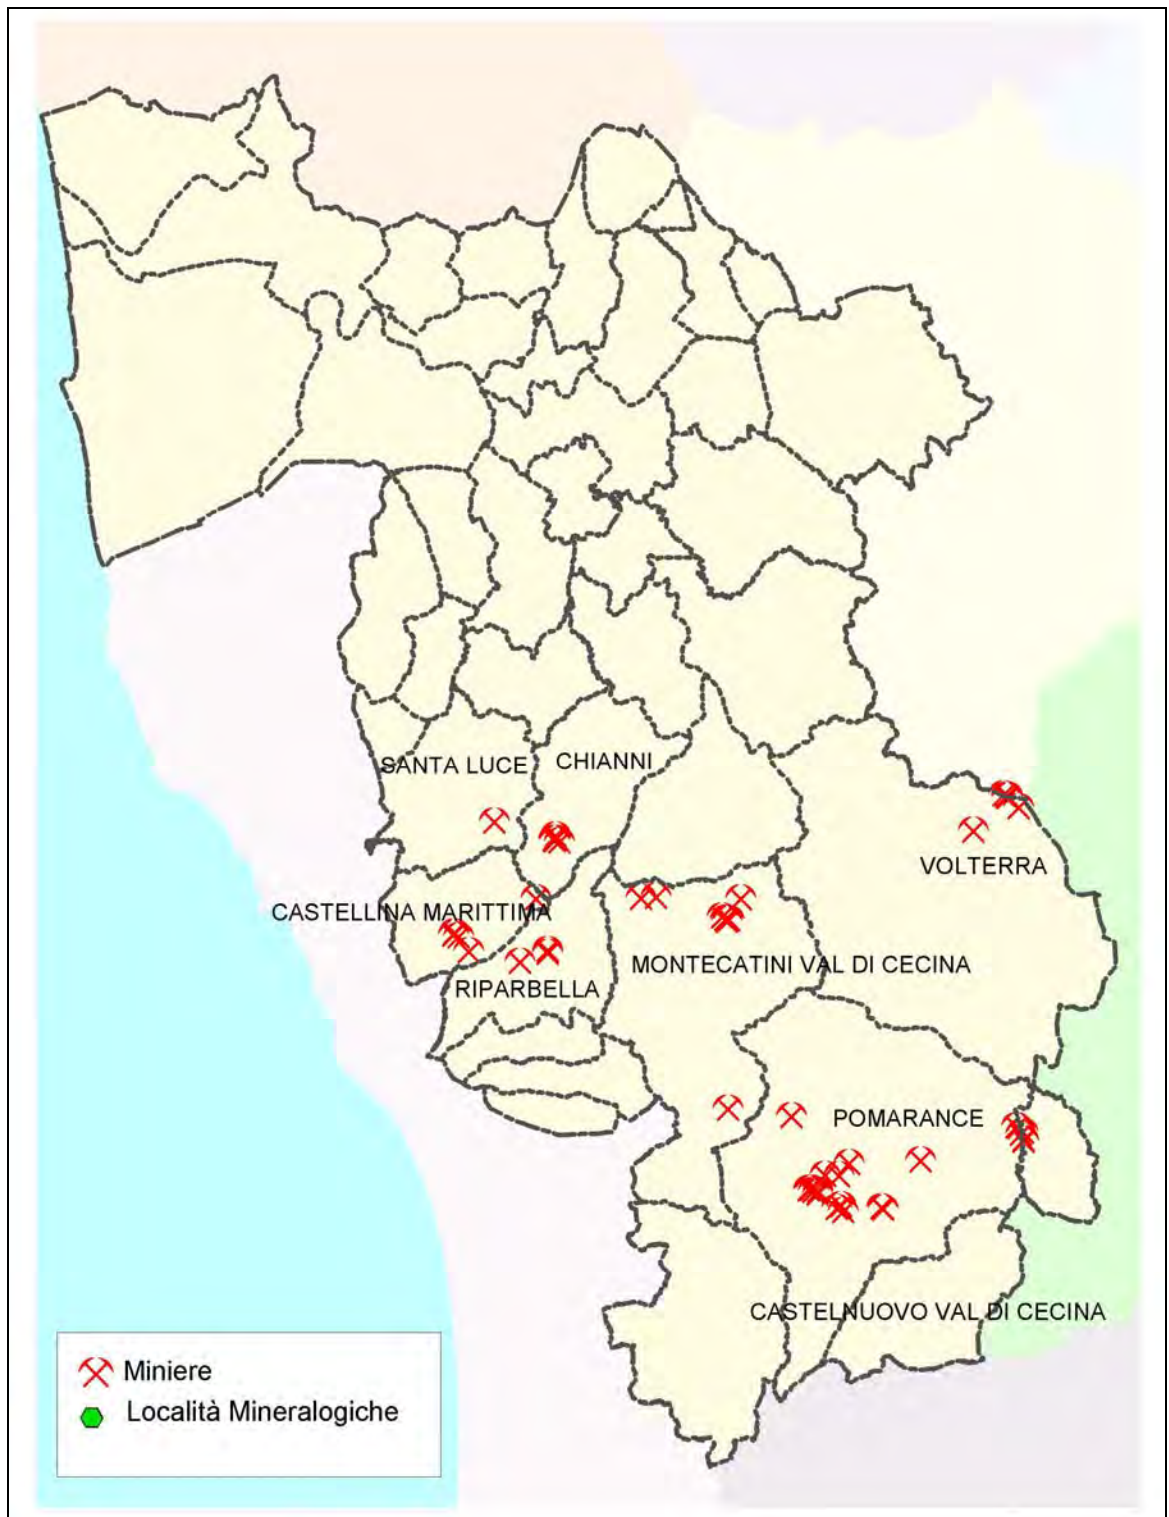 SANTA LUCE
CHIANNI
VOLTERRA
CASTELLINA MARITTIMA
MONTECATINI VAL DI CECINA
RIPARBELLA
POMARANCE
CASTELNUOVO VAL DI CECINA
Miniere
Località Mineralogiche